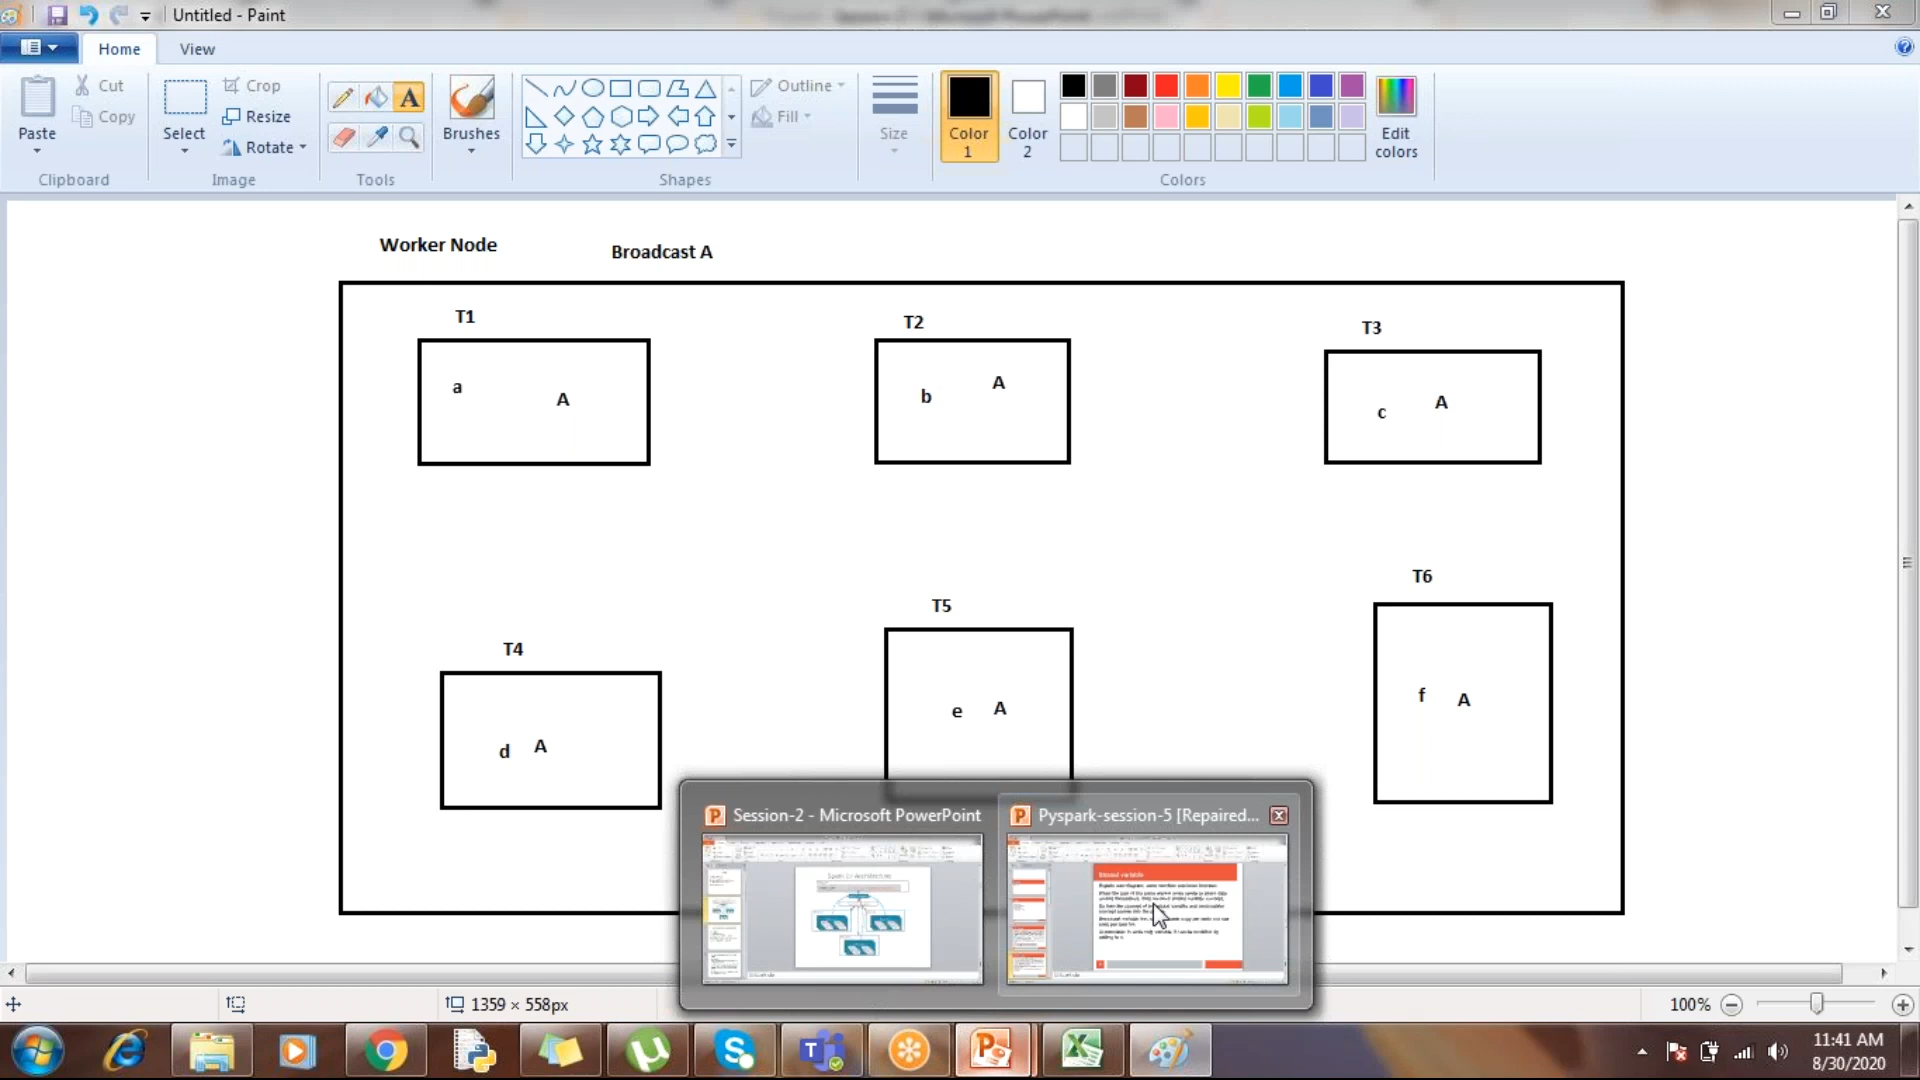 Untitled - Paint
Home
View
Cut
Copy
Paste
Clipboard
Crop
Resize
Rotate
Select
Image
Tools
Brushes
Shapes
Outline
Fill
Size
Color 1
Color 2
Edit colors
Colors
Worker Node
Broadcast A
T1
T2
T3
a
A
b
A
c
A
T4
T5
T6
d
A
e
A
f
A
Session-2 - Microsoft PowerPoint
Pyspark-session-5 [Repaired...
1359 × 558px
100%
11:41 AM
8/30/2020